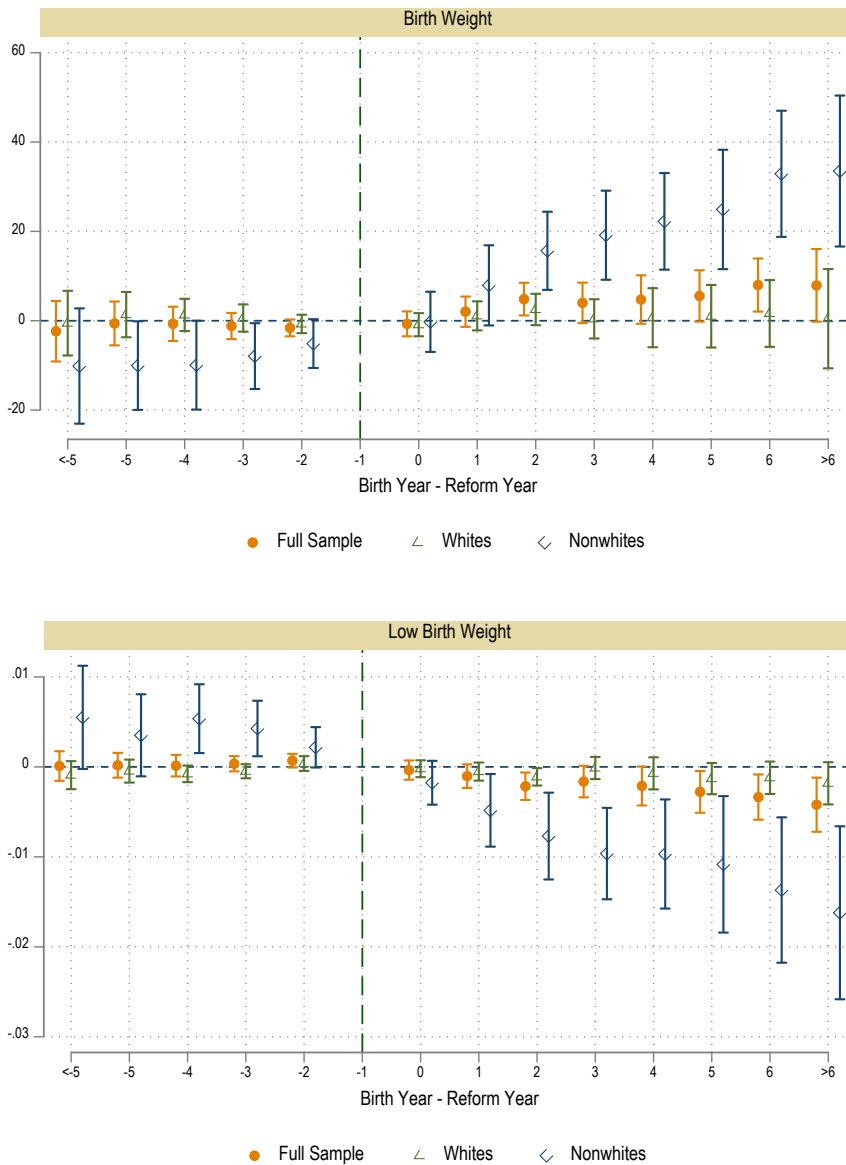 Birth Weight
60
40
20
0
-20
<-5 -5 -4 -3 -2 -1 0 1 2 3 4 5 6 >6
Birth Year - Reform Year
Full Sample Whites Nonwhites
Low Birth Weight
.01
0
-.01
-.02
-.03
<-5 -5 -4 -3 -2 -1 0 1 2 3 4 5 6 >6
Birth Year - Reform Year
Full Sample Whites Nonwhites